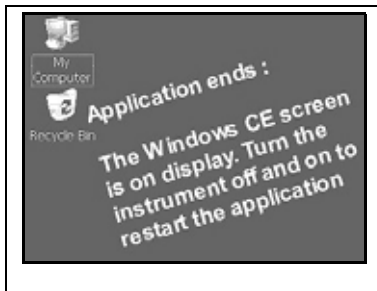 My
Computer
Recycle Bin
Application ends :
The Windows CE screen
is on display. Turn the
instrument off and on to
restart the application